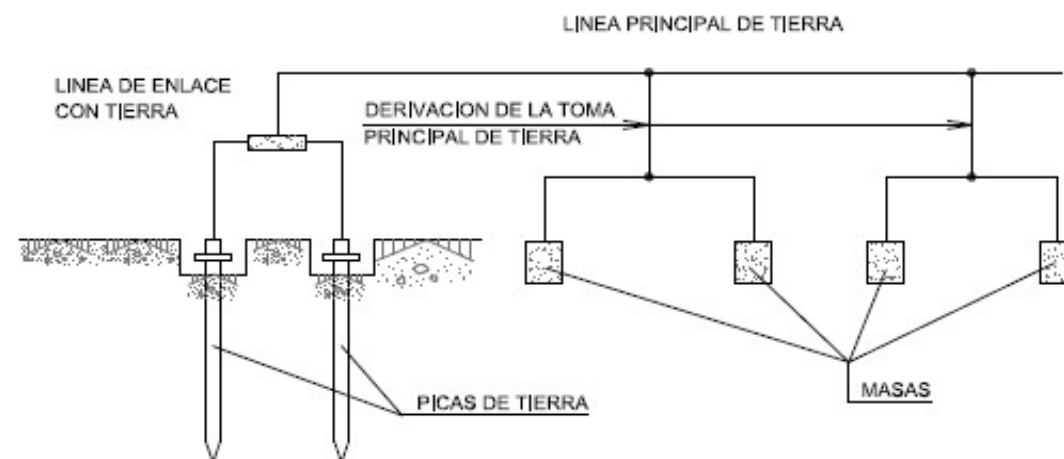 LINEA PRINCIPAL DE TIERRA
LINEA DE ENLACE
CON TIERRA
DERIVACION DE LA TOMA
PRINCIPAL DE TIERRA
PICAS DE TIERRA
MASAS